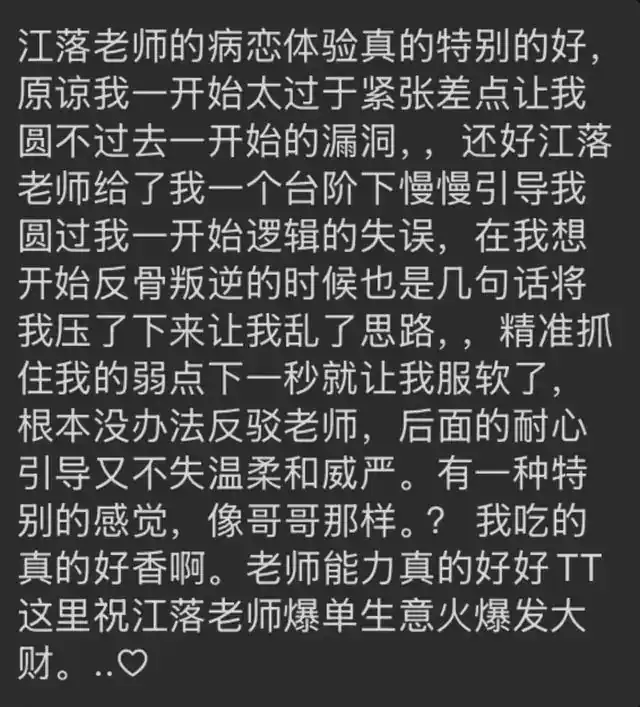 江落老师的病恋体验真的特别的好，
原谅我一开始太过于紧张差点让我
圆不过去一开始的漏洞，，还好江落
老师给了我一个台阶下慢慢引导我
圆过我一开始逻辑的失误，在我想
开始反骨叛逆的时候也是几句话将
我压了下来让我乱了思路，，精准抓
住我的弱点下一秒就让我服软了，
根本没办法反驳老师，后面的耐心
引导又不失温柔和威严。有一种特
别的感觉，像哥哥那样。？ 我吃的
真的好香啊。老师能力真的好好TT
这里祝江落老师爆单生意火爆发大
财。..♡